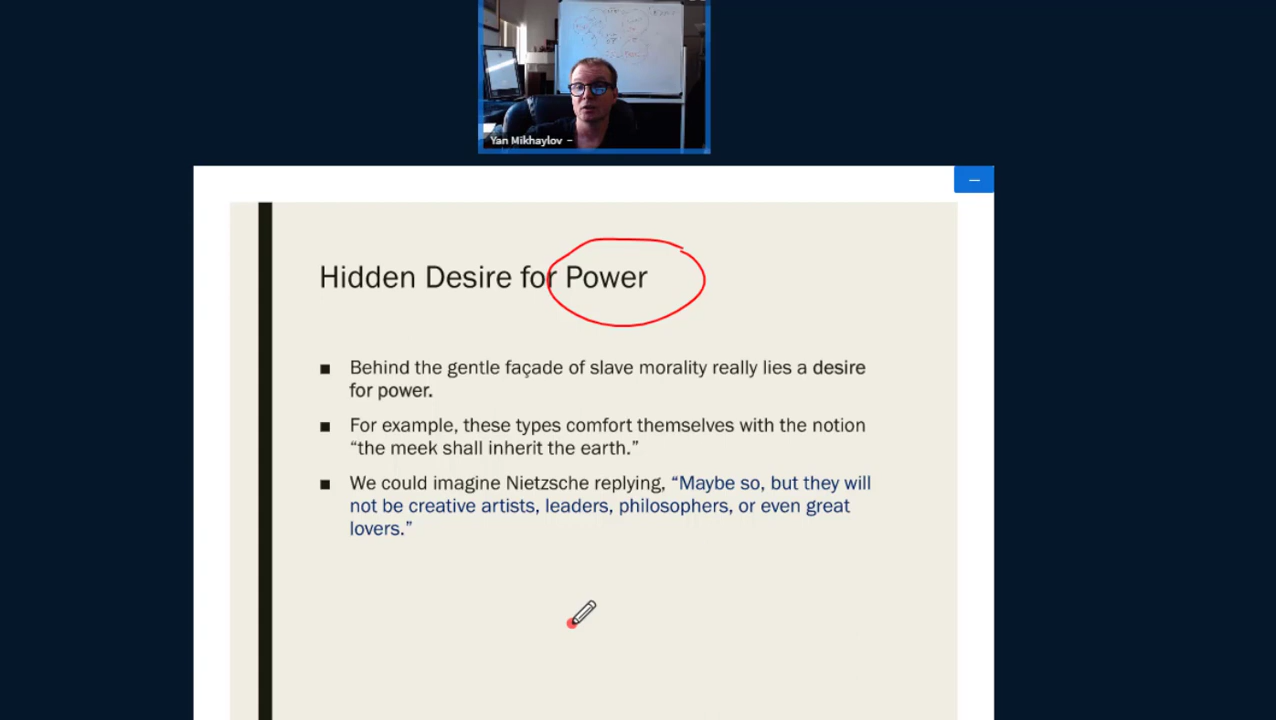 Yan Mikhaylov
Hidden Desire for Power
Behind the gentle façade of slave morality really lies a desire
for power.
For example, these types comfort themselves with the notion
“the meek shall inherit the earth.”
We could imagine Nietzsche replying, “Maybe so, but they will
not be creative artists, leaders, philosophers, or even great
lovers.”